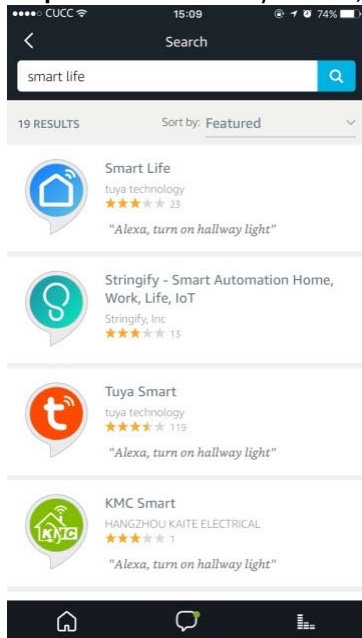 CUCC 15:09 74%
Search
smart life
19 RESULTS Sort by: Featured
Smart Life
tuya technology
23
"Alexa, turn on hallway light"
Stringify - Smart Automation Home,
Work, Life, IoT
Stringify, Inc
13
Tuya Smart
tuya technology
119
"Alexa, turn on hallway light"
KMC Smart
HANGZHOU KAITE ELECTRICAL
1
"Alexa, turn on hallway light"
KMC